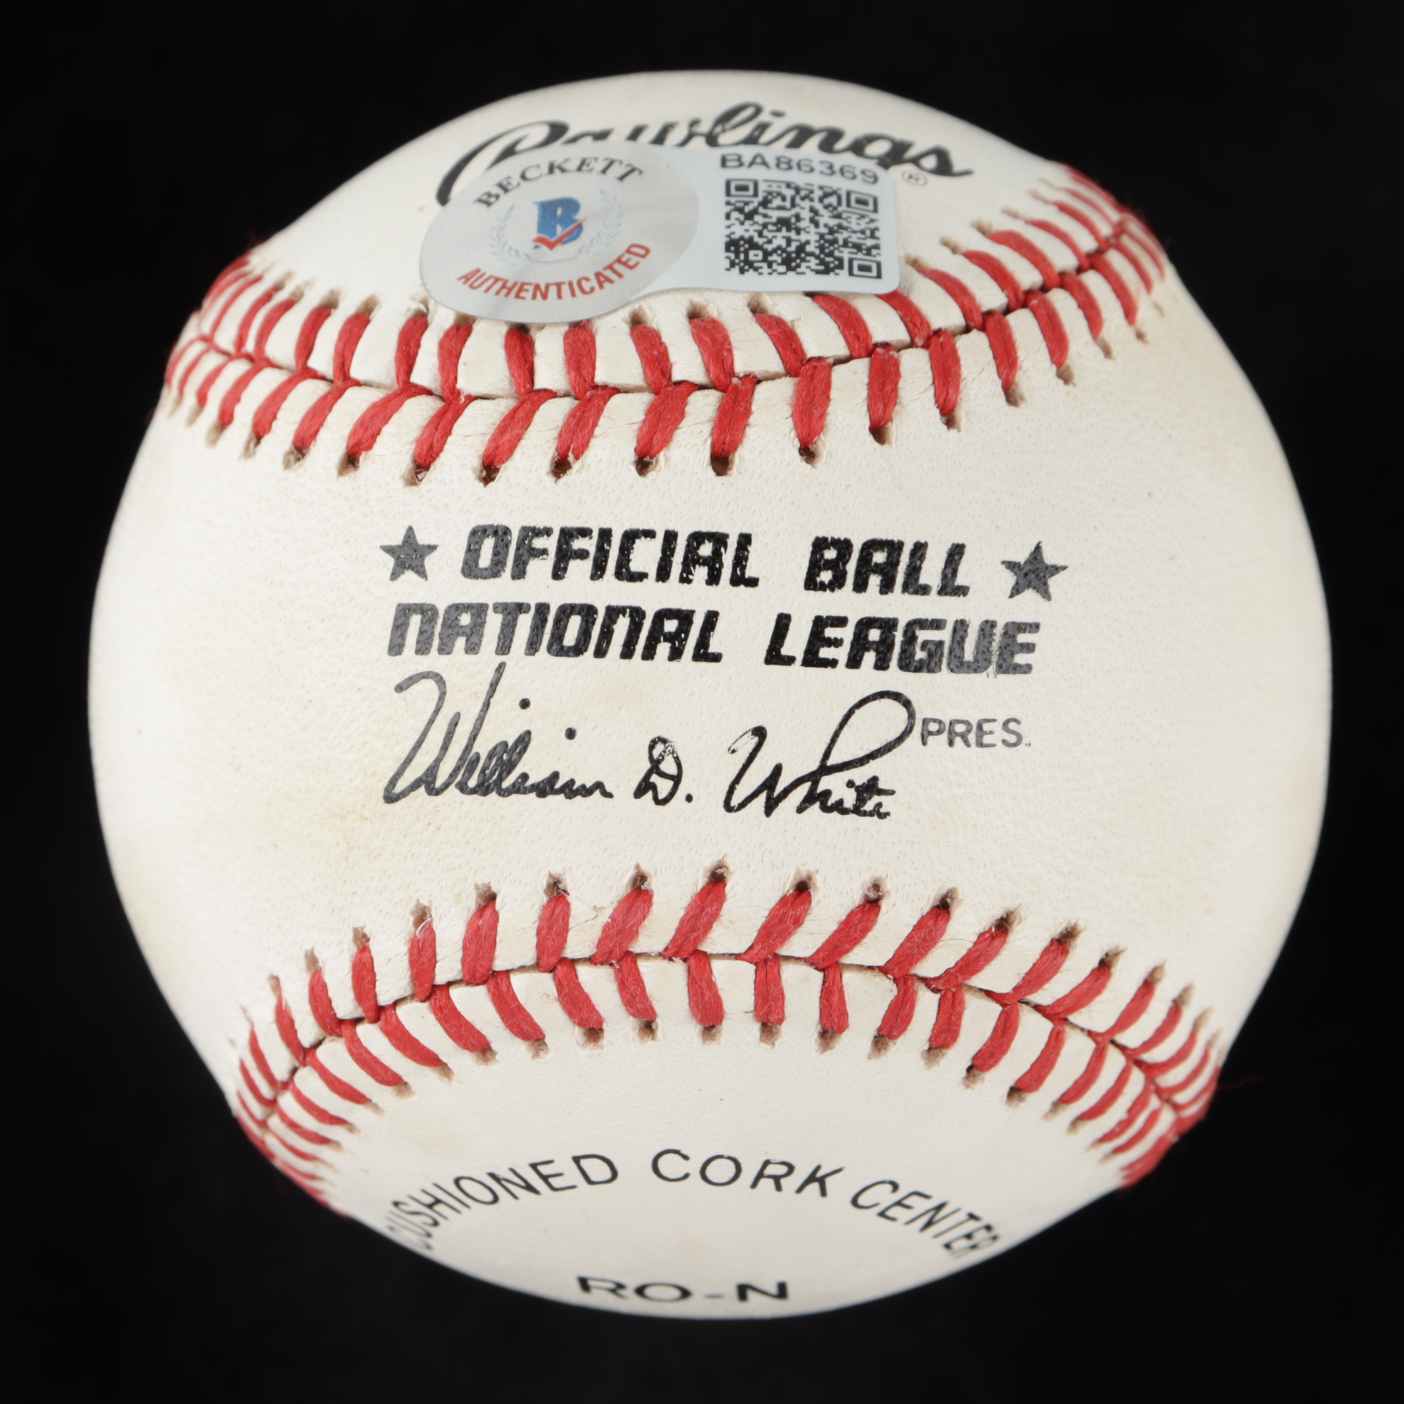 Rawlings ®
BECKETT
B
AUTHENTICATED
BA86369
★ OFFICIAL BALL ★
NATIONAL LEAGUE
William D. White PRES.
CUSHIONED CORK CENTER
RO-N